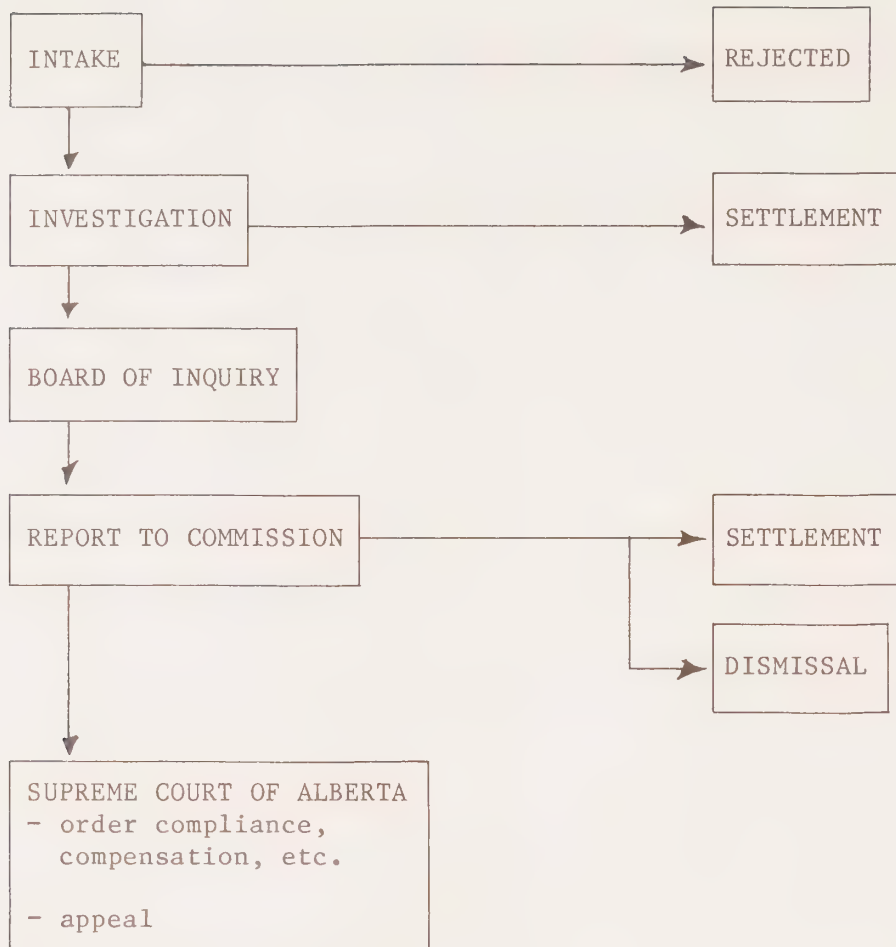 INTAKE
REJECTED
INVESTIGATION
SETTLEMENT
BOARD OF INQUIRY
REPORT TO COMMISSION
SETTLEMENT
DISMISSAL
SUPREME COURT OF ALBERTA
- order compliance,
compensation, etc.
- appeal